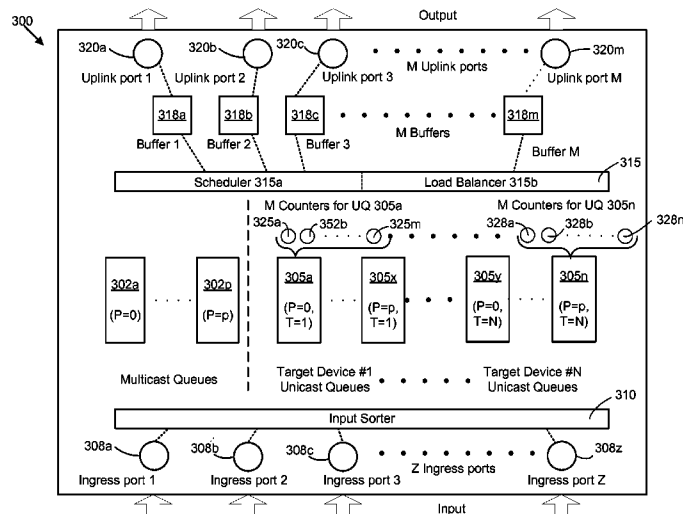 300
Output
320a
320b
320c
320m
Uplink port 1
Uplink port 2
Uplink port 3
M Uplink ports
Uplink port M
318a
318b
318c
318m
M Buffers
Buffer 1
Buffer 2
Buffer 3
Buffer M
315
Scheduler 315a
Load Balancer 315b
M Counters for UQ 305a
M Counters for UQ 305n
325a
352b
325m
328a
328b
328n
302a
(P=0)
302p
(P=p)
305a
(P=0,
T=1)
305x
(P=p,
T=1)
305y
(P=0,
T=N)
305n
(P=p,
T=N)
Multicast Queues
Target Device #1
Unicast Queues
Target Device #N
Unicast Queues
310
Input Sorter
308a
308b
308c
308z
Z Ingress ports
Ingress port 1
Ingress port 2
Ingress port 3
Ingress port Z
Input